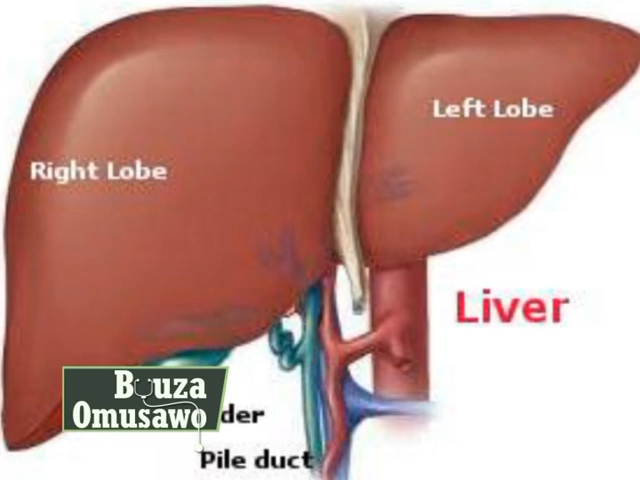 Left Lobe
Right Lobe
Liver
Buuza
Omusawo
der
Pile duct